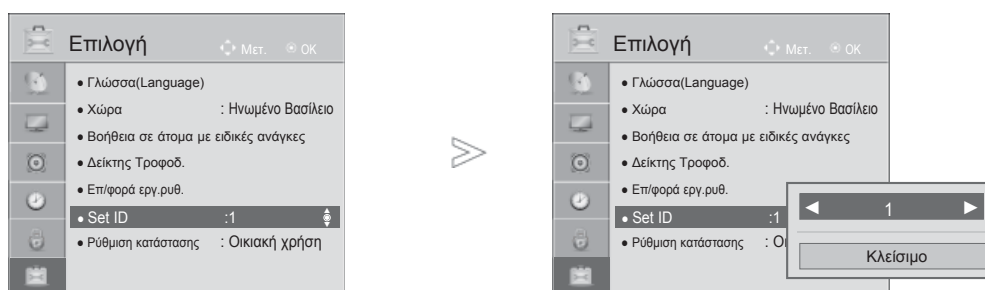 Επιλογή Μετ. OK
● Γλώσσα(Language)
● Χώρα : Ηνωμένο Βασίλειο
● Βοήθεια σε άτομα με ειδικές ανάγκες
● Δείκτης Τροφοδ.
● Επ/φορά εργ.ρυθ.
● Set ID :1
● Ρύθμιση κατάστασης : Οικιακή χρήση
Επιλογή Μετ. OK
● Γλώσσα(Language)
● Χώρα : Ηνωμένο Βασίλειο
● Βοήθεια σε άτομα με ειδικές ανάγκες
● Δείκτης Τροφοδ.
● Επ/φορά εργ.ρυθ.
● Set ID :1
● Ρύθμιση κατάστασης : Οι
◄ 1 ►
Κλείσιμο